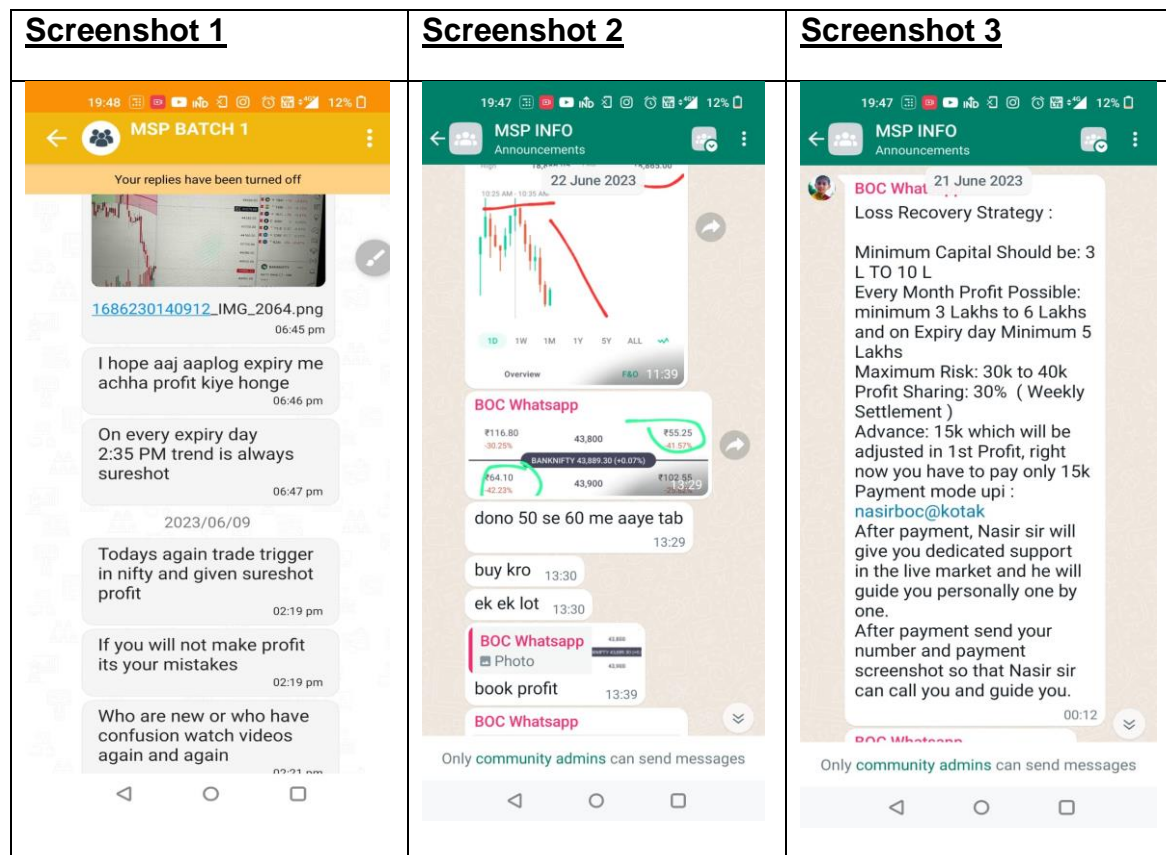 Screenshot 1
19:48
12%
MSP BATCH 1
Your replies have been turned off
1686230140912_IMG_2064.png
06:45 pm
I hope aaj aaplog expiry me
achha profit kiye honge
06:46 pm
On every expiry day
2:35 PM trend is always
sureshot
06:47 pm
2023/06/09
Todays again trade trigger
in nifty and given sureshot
profit
02:19 pm
If you will not make profit
its your mistakes
02:19 pm
Who are new or who have
confusion watch videos
again and again
02:21 pm
Screenshot 2
19:47
12%
MSP INFO
Announcements
22 June 2023
10:25 AM - 10:35 AM
1D 1W 1M 1Y 5Y ALL
Overview F&O 11:39
BOC Whatsapp
₹116.80 43,800 ₹55.25
-30.25% -41.57%
BANKNIFTY 43,889.30 (+0.07%)
₹64.10 43,900 ₹102.55
-42.23% 13:29
dono 50 se 60 me aaye tab
13:29
buy kro 13:30
ek ek lot 13:30
BOC Whatsapp
Photo
book profit 13:39
BOC Whatsapp
Only community admins can send messages
Screenshot 3
19:47
12%
MSP INFO
Announcements
21 June 2023
BOC What
Loss Recovery Strategy :
Minimum Capital Should be: 3
L TO 10 L
Every Month Profit Possible:
minimum 3 Lakhs to 6 Lakhs
and on Expiry day Minimum 5
Lakhs
Maximum Risk: 30k to 40k
Profit Sharing: 30% ( Weekly
Settlement )
Advance: 15k which will be
adjusted in 1st Profit, right
now you have to pay only 15k
Payment mode upi :
nasirboc@kotak
After payment, Nasir sir will
give you dedicated support
in the live market and he will
guide you personally one by
one.
After payment send your
number and payment
screenshot so that Nasir sir
can call you and guide you.
00:12
BOC Whatsapp
Only community admins can send messages